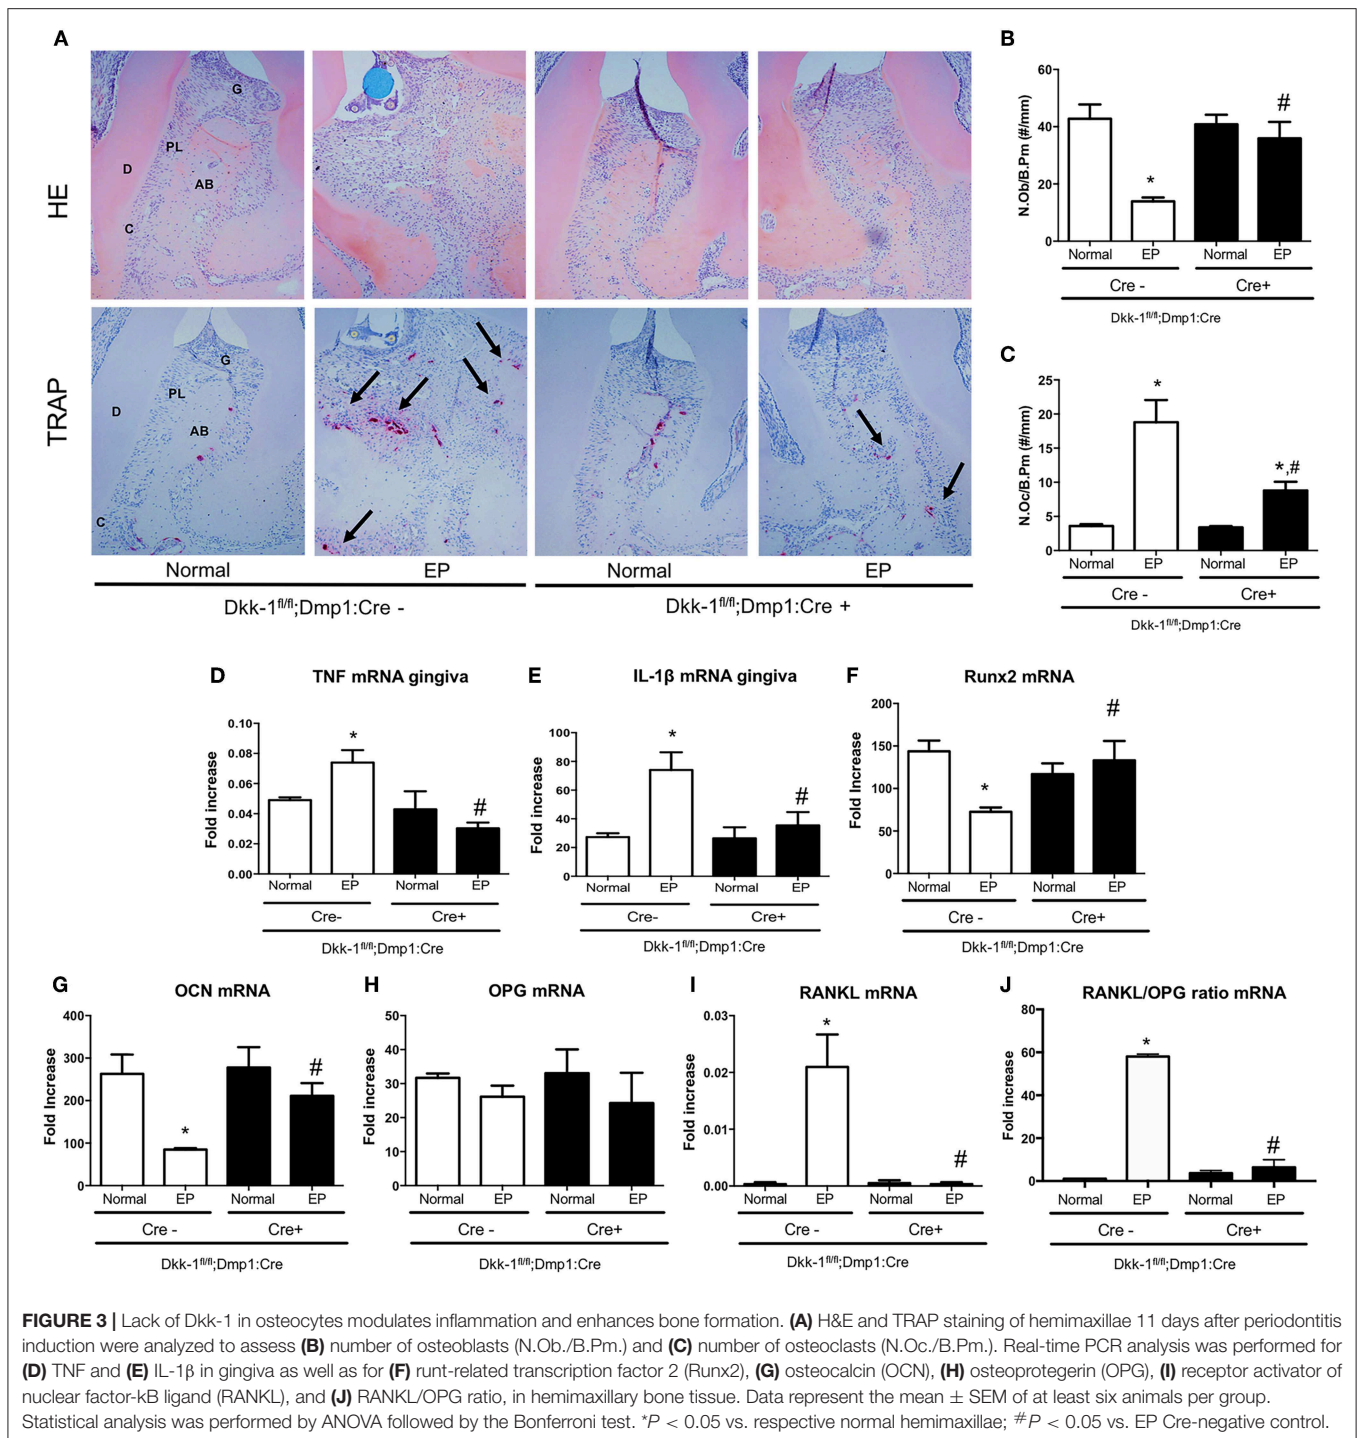 A
HE
G
PL
D
AB
C
TRAP
G
PL
D
AB
C
Normal EP Normal EP
Dkk-1fl/fl;Dmp1:Cre - Dkk-1fl/fl;Dmp1:Cre +
B
N.Ob/B.Pm (#/mm)
60
40
20
0
*
#
Normal EP Normal EP
Cre - Cre+
Dkk-1fl/fl;Dmp1:Cre
C
N.Oc/B.Pm (#/mm)
25
20
15
10
5
0
*
*,#
Normal EP Normal EP
Cre - Cre+
Dkk-1fl/fl;Dmp1:Cre
D
TNF mRNA gingiva
Fold increase
0.10
0.08
0.06
0.04
0.02
0.00
*
#
Normal EP Normal EP
Cre- Cre+
Dkk-1fl/fl;Dmp1:Cre
E
IL-1β mRNA gingiva
Fold increase
100
80
60
40
20
0
*
#
Normal EP Normal EP
Cre- Cre+
Dkk-1fl/fl;Dmp1:Cre
F
Runx2 mRNA
Fold Increase
200
150
100
50
0
*
#
Normal EP Normal EP
Cre - Cre+
Dkk-1fl/fl;Dmp1:Cre
G
OCN mRNA
Fold Increase
400
300
200
100
0
*
#
Normal EP Normal EP
Cre - Cre+
Dkk-1fl/fl;Dmp1:Cre
H
OPG mRNA
Fold increase
50
40
30
20
10
0
Normal EP Normal EP
Cre - Cre+
Dkk-1fl/fl;Dmp1:Cre
I
RANKL mRNA
Fold increase
0.03
0.02
0.01
0.00
*
#
Normal EP Normal EP
Cre - Cre+
Dkk-1fl/fl;Dmp1:Cre
J
RANKL/OPG ratio mRNA
Fold increase
80
60
40
20
0
*
#
Normal EP Normal EP
Cre - Cre+
Dkk-1fl/fl;Dmp1:Cre
FIGURE 3 | Lack of Dkk-1 in osteocytes modulates inflammation and enhances bone formation. (A) H&E and TRAP staining of hemimaxillae 11 days after periodontitis
induction were analyzed to assess (B) number of osteoblasts (N.Ob./B.Pm.) and (C) number of osteoclasts (N.Oc./B.Pm.). Real-time PCR analysis was performed for
(D) TNF and (E) IL-1β in gingiva as well as for (F) runt-related transcription factor 2 (Runx2), (G) osteocalcin (OCN), (H) osteoprotegerin (OPG), (I) receptor activator of
nuclear factor-kB ligand (RANKL), and (J) RANKL/OPG ratio, in hemimaxillary bone tissue. Data represent the mean ± SEM of at least six animals per group.
Statistical analysis was performed by ANOVA followed by the Bonferroni test. *P < 0.05 vs. respective normal hemimaxillae; #P < 0.05 vs. EP Cre-negative control.